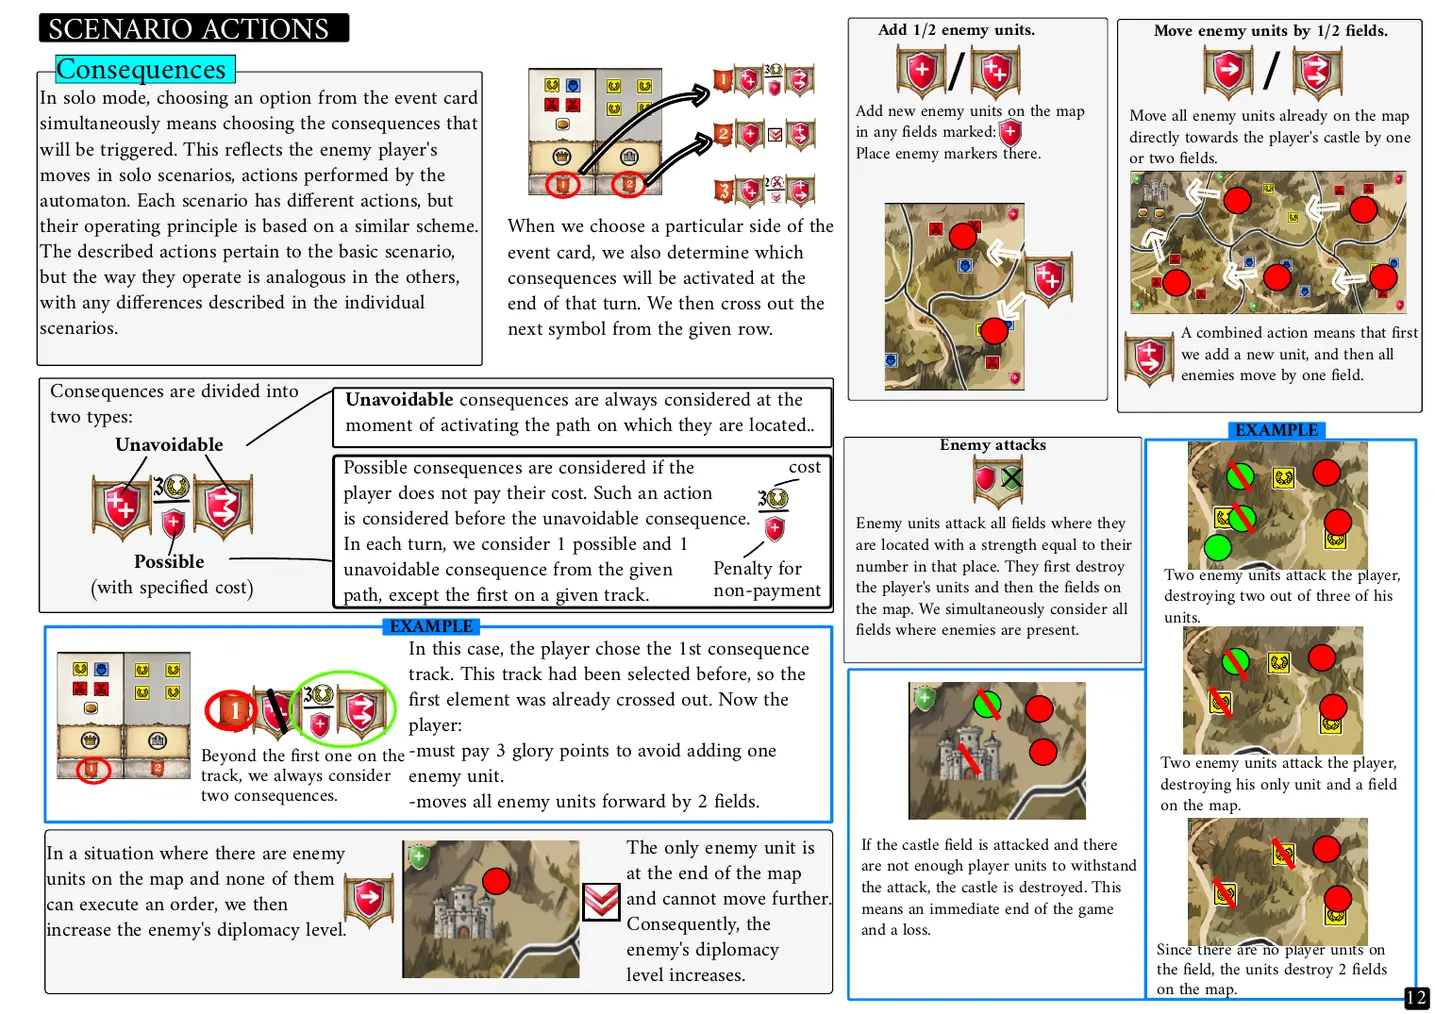 SCENARIO ACTIONS
Consequences
In solo mode, choosing an option from the event card
simultaneously means choosing the consequences that
will be triggered. This reflects the enemy player's
moves in solo scenarios, actions performed by the
automaton. Each scenario has different actions, but
their operating principle is based on a similar scheme.
The described actions pertain to the basic scenario,
but the way they operate is analogous in the others,
with any differences described in the individual
scenarios.
1
2
1
3
2
3
2
When we choose a particular side of the
event card, we also determine which
consequences will be activated at the
end of that turn. We then cross out the
next symbol from the given row.
Consequences are divided into
two types:
Unavoidable
3
Possible
(with specified cost)
Unavoidable consequences are always considered at the
moment of activating the path on which they are located..
Possible consequences are considered if the
player does not pay their cost. Such an action
is considered before the unavoidable consequence.
In each turn, we consider 1 possible and 1
unavoidable consequence from the given
path, except the first on a given track.
cost
3
Penalty for
non-payment
EXAMPLE
1
2
1
3
Beyond the first one on the
track, we always consider
two consequences.
In this case, the player chose the 1st consequence
track. This track had been selected before, so the
first element was already crossed out. Now the
player:
-must pay 3 glory points to avoid adding one
enemy unit.
-moves all enemy units forward by 2 fields.
In a situation where there are enemy
units on the map and none of them
can execute an order, we then
increase the enemy's diplomacy level.
The only enemy unit is
at the end of the map
and cannot move further.
Consequently, the
enemy's diplomacy
level increases.
Add 1/2 enemy units.
/
Add new enemy units on the map
in any fields marked:
Place enemy markers there.
Move enemy units by 1/2 fields.
/
Move all enemy units already on the map
directly towards the player's castle by one
or two fields.
A combined action means that first
we add a new unit, and then all
enemies move by one field.
Enemy attacks
Enemy units attack all fields where they
are located with a strength equal to their
number in that place. They first destroy
the player's units and then the fields on
the map. We simultaneously consider all
fields where enemies are present.
If the castle field is attacked and there
are not enough player units to withstand
the attack, the castle is destroyed. This
means an immediate end of the game
and a loss.
EXAMPLE
Two enemy units attack the player,
destroying two out of three of his
units.
Two enemy units attack the player,
destroying his only unit and a field
on the map.
Since there are no player units on
the field, the units destroy 2 fields
on the map.
12